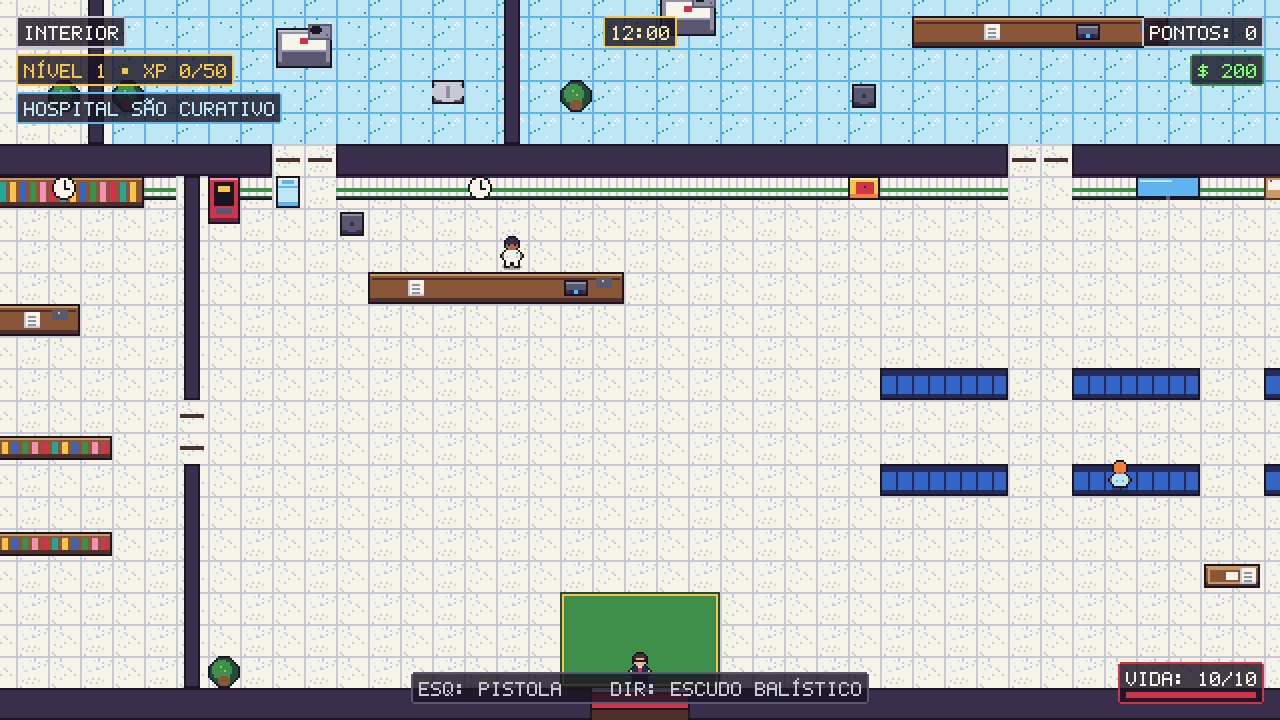 INTERIOR
12:00
PONTOS: 0
NÍVEL 1 ▪ XP 0/50
$ 200
HOSPITAL SÃO CURATIVO
ESQ: PISTOLA DIR: ESCUDO BALÍSTICO
VIDA: 10/10